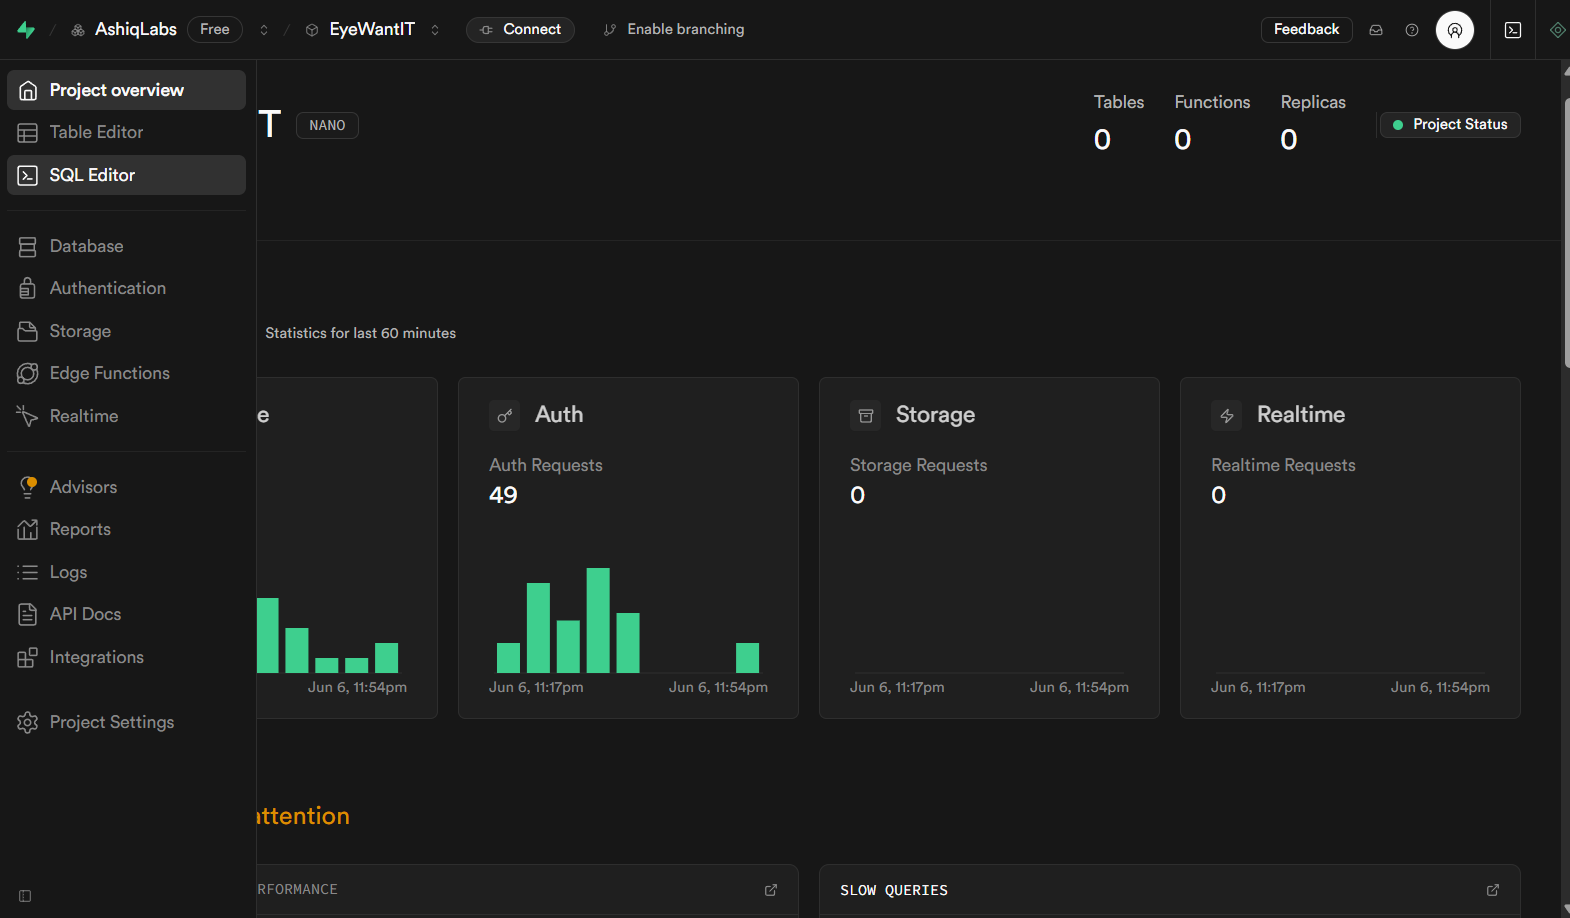 AshiqLabs Free EyeWantIT Connect Enable branching Feedback
Project overview
Table Editor
SQL Editor
Database
Authentication
Storage
Edge Functions
Realtime
Advisors
Reports
Logs
API Docs
Integrations
Project Settings
T NANO
Tables Functions Replicas
0 0 0
Project Status
Statistics for last 60 minutes
e
Jun 6, 11:54pm
Auth
Auth Requests
49
Jun 6, 11:17pm Jun 6, 11:54pm
Storage
Storage Requests
0
Jun 6, 11:17pm Jun 6, 11:54pm
Realtime
Realtime Requests
0
Jun 6, 11:17pm Jun 6, 11:54pm
attention
RFORMANCE
SLOW QUERIES